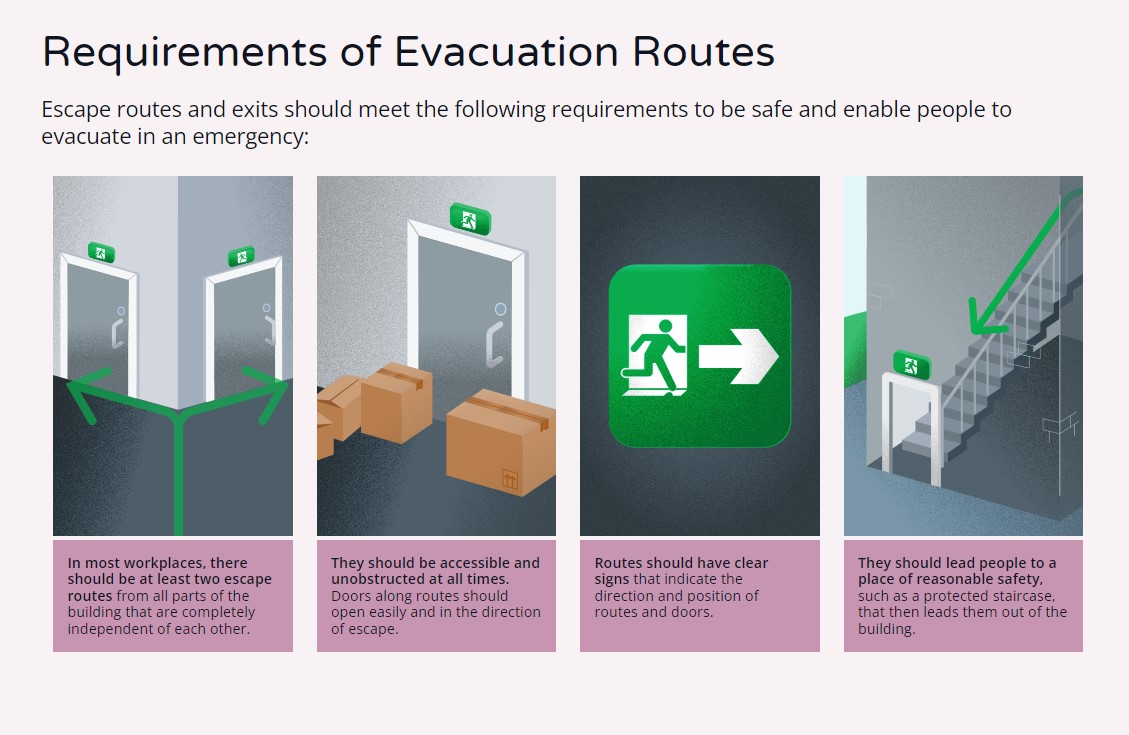 Requirements of Evacuation Routes
Escape routes and exits should meet the following requirements to be safe and enable people to
evacuate in an emergency:
In most workplaces, there
should be at least two escape
routes from all parts of the
building that are completely
independent of each other.
They should be accessible and
unobstructed at all times.
Doors along routes should
open easily and in the direction
of escape.
Routes should have clear
signs that indicate the
direction and position of
routes and doors.
They should lead people to a
place of reasonable safety,
such as a protected staircase,
that then leads them out of the
building.